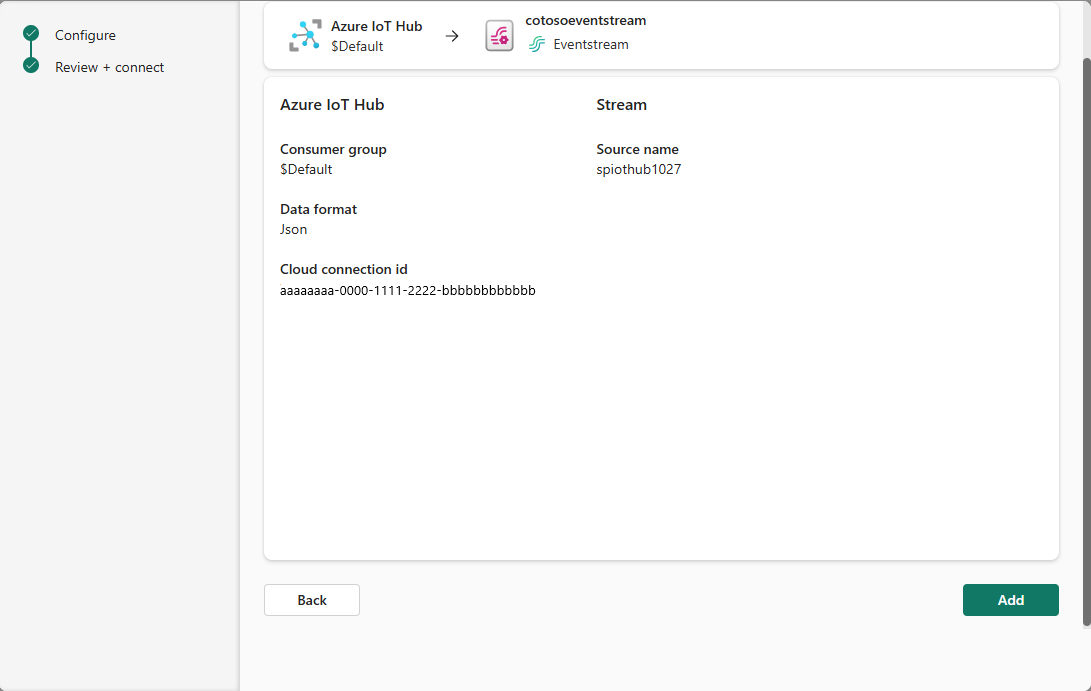 Configure
Review + connect
Azure IoT Hub
$Default
cotosoeventstream
Eventstream
Azure IoT Hub
Consumer group
$Default
Data format
Json
Cloud connection id
aaaaaaaa-0000-1111-2222-bbbbbbbbbbbb
Stream
Source name
spiothub1027
Back
Add